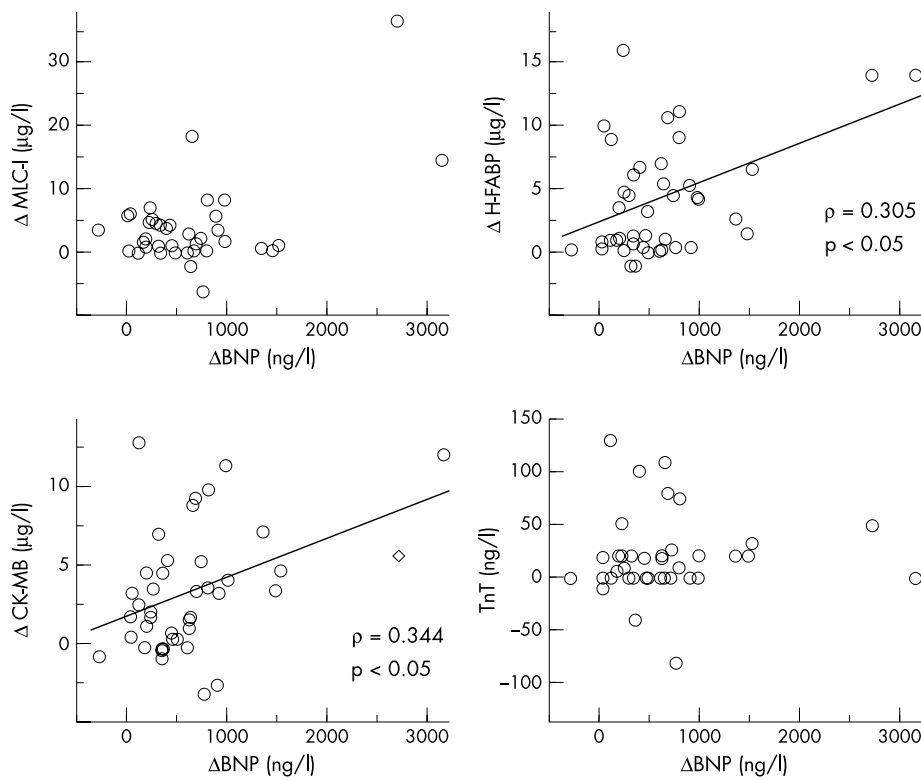 Δ MLC-I (µg/l)
30
20
10
0
0
1000
2000
3000
ΔBNP (ng/l)
Δ H-FABP (µg/l)
15
10
5
0
ρ = 0.305
p < 0.05
0
1000
2000
3000
ΔBNP (ng/l)
Δ CK-MB (µg/l)
10
5
0
ρ = 0.344
p < 0.05
0
1000
2000
3000
ΔBNP (ng/l)
TnT (ng/l)
150
100
50
0
−50
−100
0
1000
2000
3000
ΔBNP (ng/l)